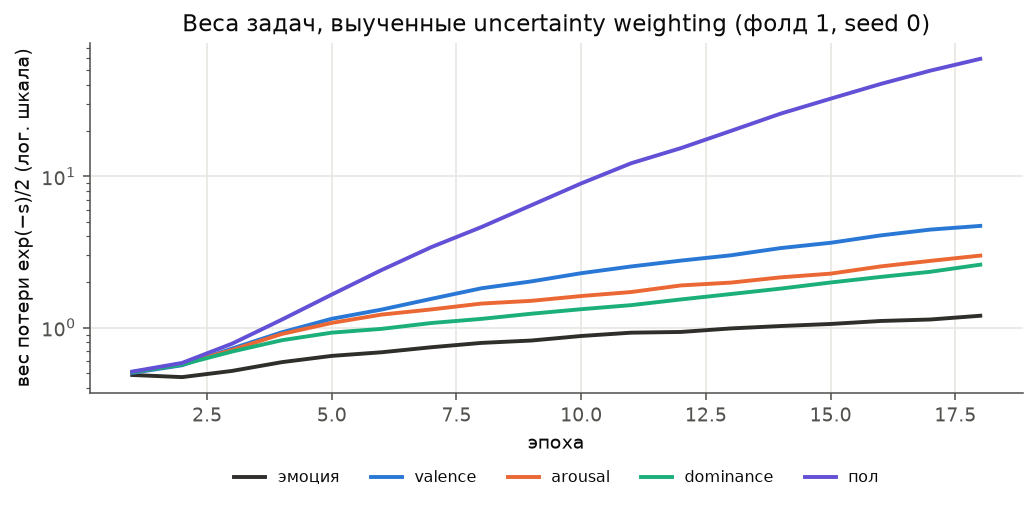 Веса задач, выученные uncertainty weighting (фолд 1, seed 0)
вес потери exp(−s)/2 (лог. шкала)
10¹
10⁰
2.5 5.0 7.5 10.0 12.5 15.0 17.5
эпоха
эмоция valence arousal dominance пол